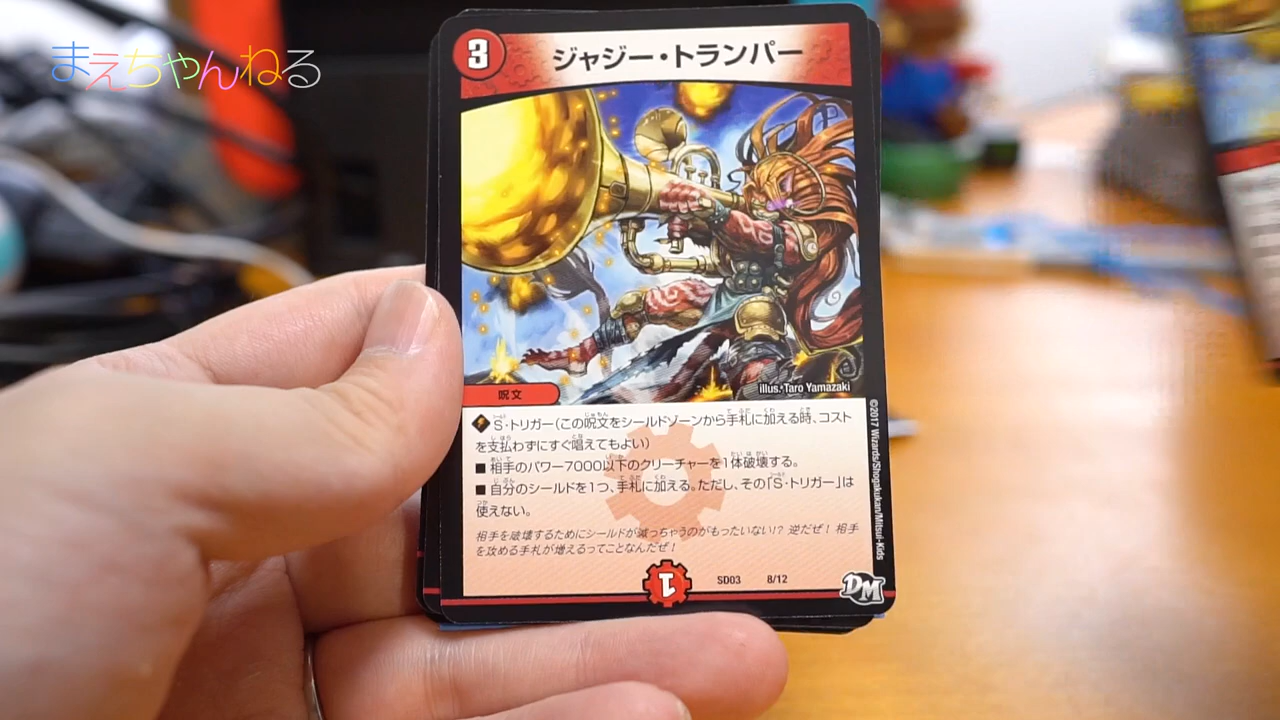 まえちゃんねる
3
ジャジー・トランパー
illus. Taro Yamazaki
呪文
S・トリガー(この呪文をシールドゾーンから手札に加える時、コスト
を支払わずにすぐ唱えてもよい)
■ 相手のパワー7000以下のクリーチャーを1体破壊する。
■ 自分のシールドを1つ、手札に加える。ただし、その「S・トリガー」は
使えない。
相手を破壊するためにシールドが減っちゃうのがもったいない!? 逆だぜ! 相手
を攻める手札が増えるってことなんだぜ!
1
SD03 8/12
DM
©2017 Wizards/Shogakukan/Mitsui-Kids